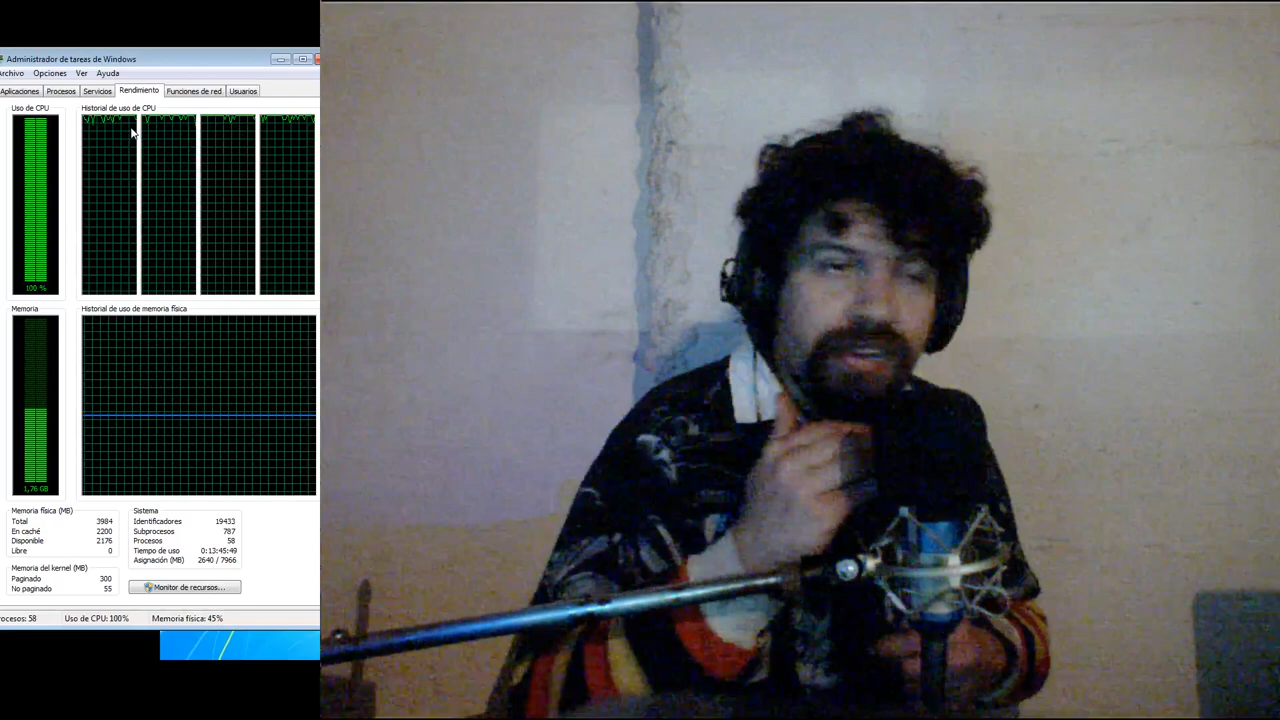 Administrador de tareas de Windows
Archivo Opciones Ver Ayuda
Aplicaciones Procesos Servicios Rendimiento Funciones de red Usuarios
Uso de CPU Historial de uso de CPU
100 %
Memoria Historial de uso de memoria física
1,76 GB
Memoria física (MB)
Total 3984
En caché 2200
Disponible 2176
Libre 0
Memoria del kernel (MB)
Paginado 300
No paginado 55
Sistema
Identificadores 19433
Subprocesos 787
Procesos 58
Tiempo de uso 0:13:45:49
Asignación (MB) 2640 / 7966
Monitor de recursos...
rocesos: 58 Uso de CPU: 100% Memoria física: 45%